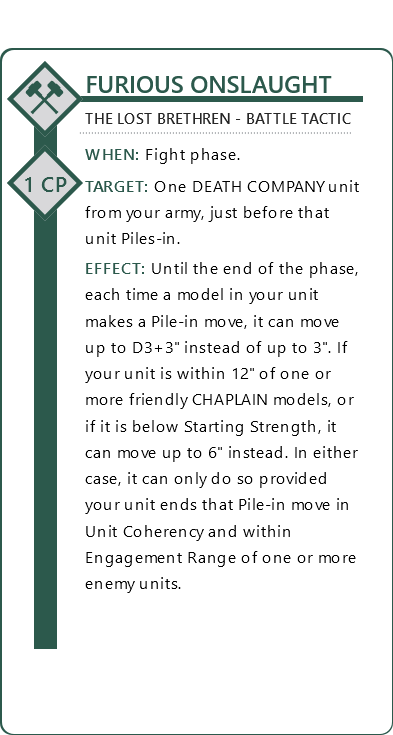 FURIOUS ONSLAUGHT
THE LOST BRETHREN - BATTLE TACTIC
WHEN: Fight phase.
1 CP
TARGET: One DEATH COMPANY unit
from your army, just before that
unit Piles-in.
EFFECT: Until the end of the phase,
each time a model in your unit
makes a Pile-in move, it can move
up to D3+3" instead of up to 3". If
your unit is within 12" of one or
more friendly CHAPLAIN models, or
if it is below Starting Strength, it
can move up to 6" instead. In either
case, it can only do so provided
your unit ends that Pile-in move in
Unit Coherency and within
Engagement Range of one or more
enemy units.